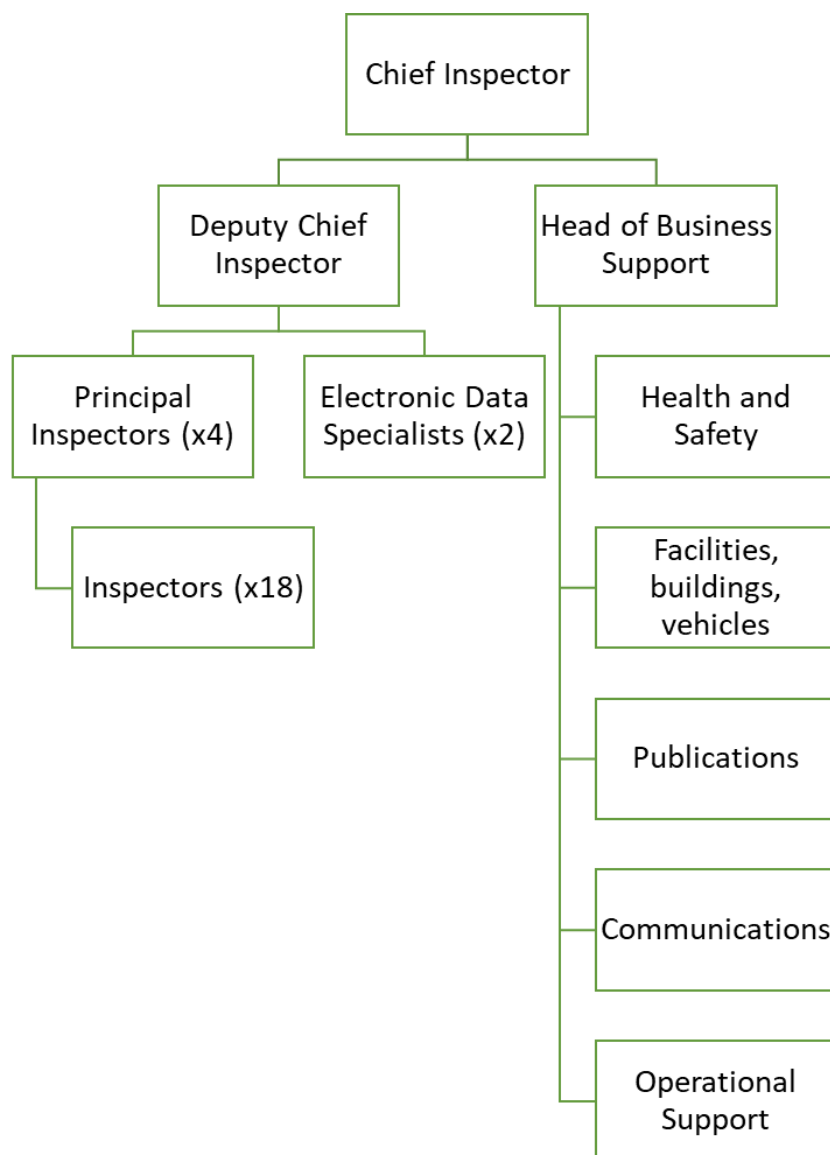 Chief Inspector
Deputy Chief
Inspector
Head of Business
Support
Principal
Inspectors (x4)
Electronic Data
Specialists (x2)
Health and
Safety
Inspectors (x18)
Facilities,
buildings,
vehicles
Publications
Communications
Operational
Support